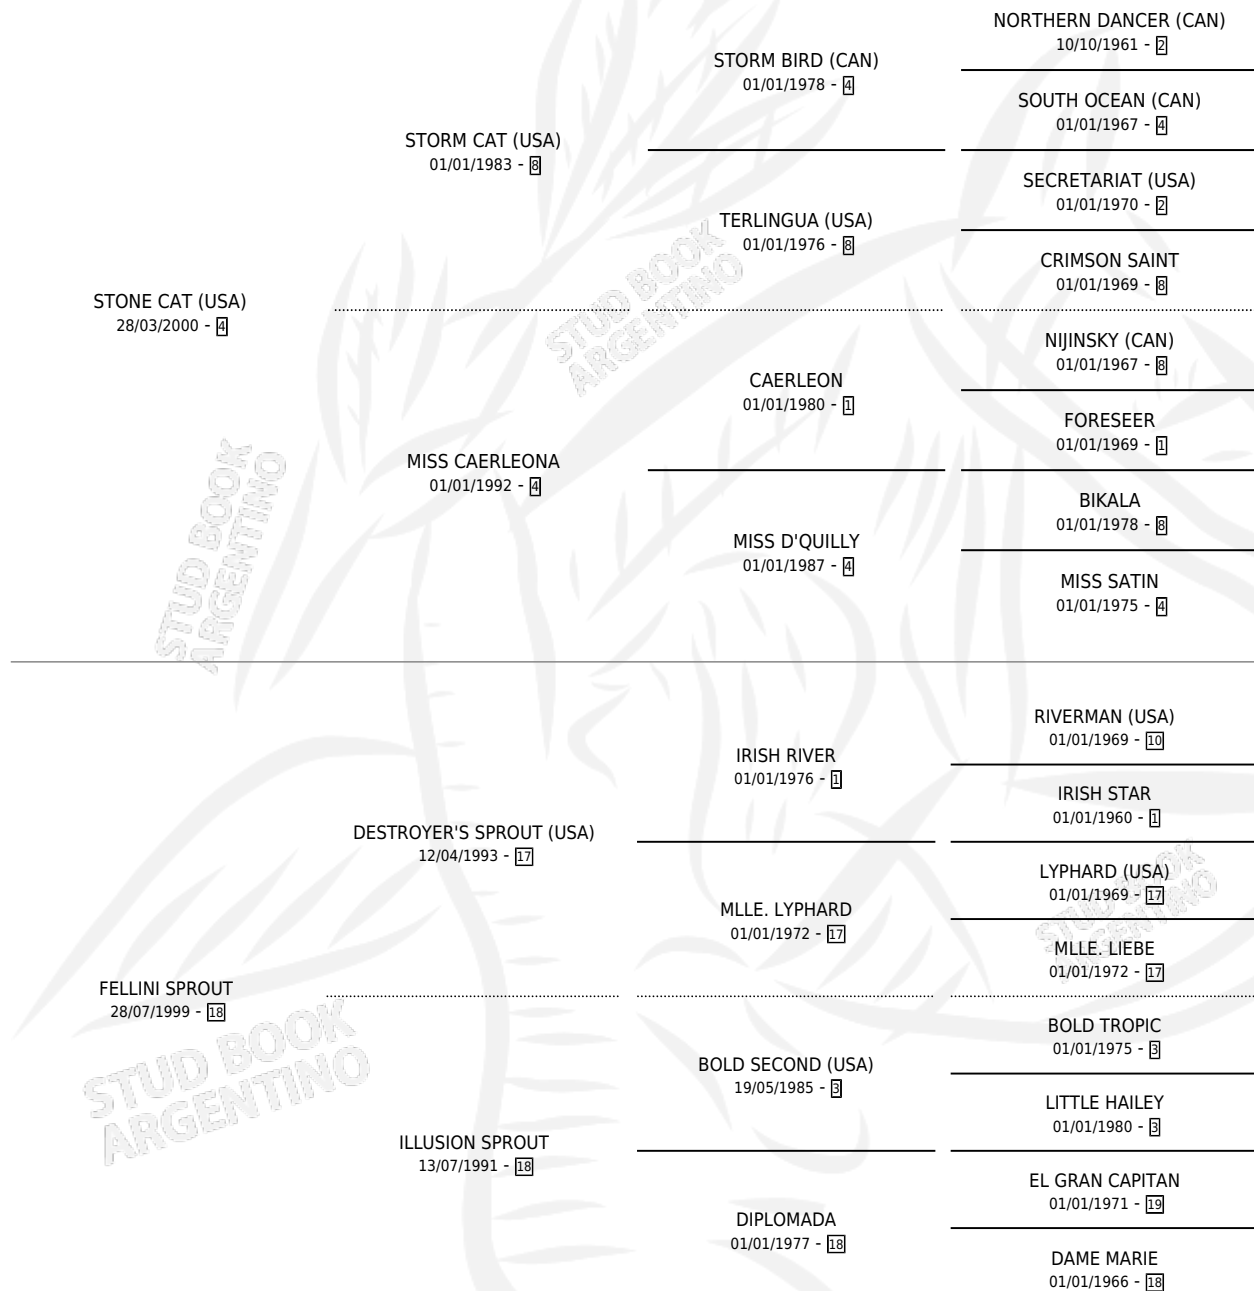 NORTHERN DANCER (CAN)
10/10/1961 - 2
STORM BIRD (CAN)
01/01/1978 - 4
SOUTH OCEAN (CAN)
01/01/1967 - 4
STORM CAT (USA)
01/01/1983 - 8
SECRETARIAT (USA)
01/01/1970 - 2
TERLINGUA (USA)
01/01/1976 - 8
CRIMSON SAINT
01/01/1969 - 8
STONE CAT (USA)
28/03/2000 - 4
NIJINSKY (CAN)
01/01/1967 - 8
CAERLEON
01/01/1980 - 1
FORESEER
01/01/1969 - 1
MISS CAERLEONA
01/01/1992 - 4
BIKALA
01/01/1978 - 8
MISS D'QUILLY
01/01/1987 - 4
MISS SATIN
01/01/1975 - 4
STUD BOOK
ARGENTINO
STUD BOOK
ARGENTINO
RIVERMAN (USA)
01/01/1969 - 10
IRISH RIVER
01/01/1976 - 1
IRISH STAR
01/01/1960 - 1
DESTROYER'S SPROUT (USA)
12/04/1993 - 17
LYPHARD (USA)
01/01/1969 - 17
MLLE. LYPHARD
01/01/1972 - 17
MLLE. LIEBE
01/01/1972 - 17
STUD BOOK
ARGENTINO
FELLINI SPROUT
28/07/1999 - 18
BOLD TROPIC
01/01/1975 - 3
BOLD SECOND (USA)
19/05/1985 - 3
LITTLE HAILEY
01/01/1980 - 3
STUD BOOK
ARGENTINO
ILLUSION SPROUT
13/07/1991 - 18
EL GRAN CAPITAN
01/01/1971 - 19
DIPLOMADA
01/01/1977 - 18
DAME MARIE
01/01/1966 - 18